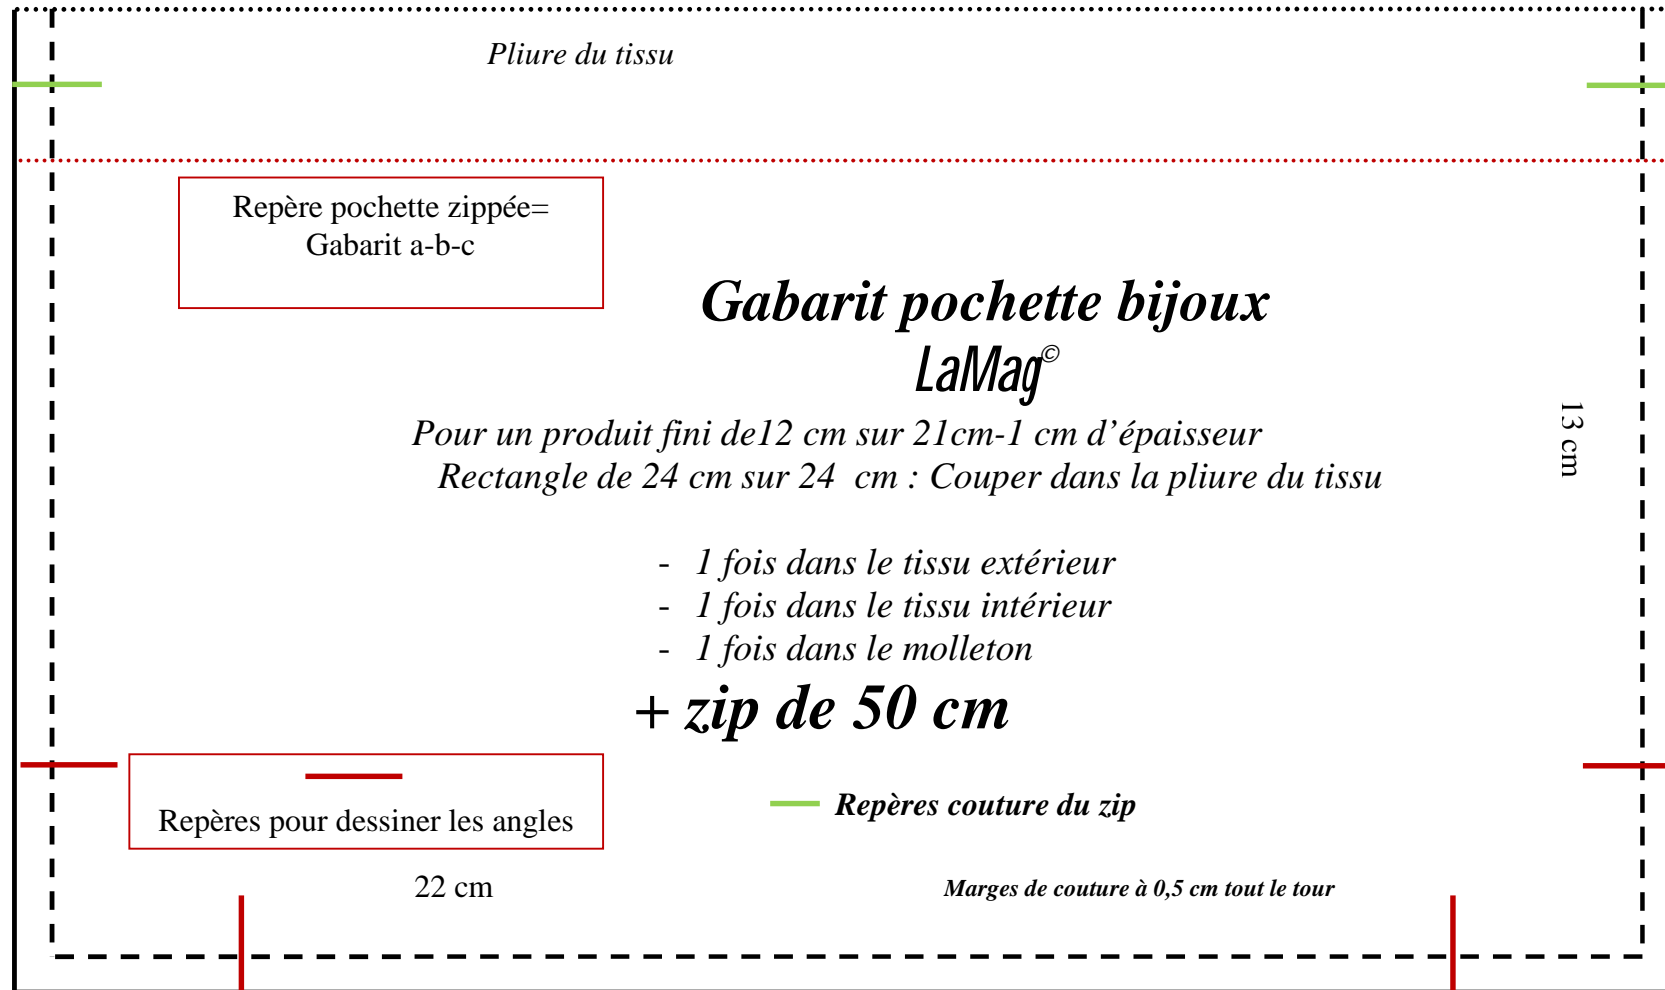 Pliure du tissu
Repère pochette zippée=
Gabarit a-b-c
Gabarit pochette bijoux
LaMag©
Pour un produit fini de12 cm sur 21cm-1 cm d’épaisseur
13 cm
Rectangle de 24 cm sur 24 cm : Couper dans la pliure du tissu
- 1 fois dans le tissu extérieur
- 1 fois dans le tissu intérieur
- 1 fois dans le molleton
+ zip de 50 cm
Repères couture du zip
Repères pour dessiner les angles
22 cm
Marges de couture à 0,5 cm tout le tour